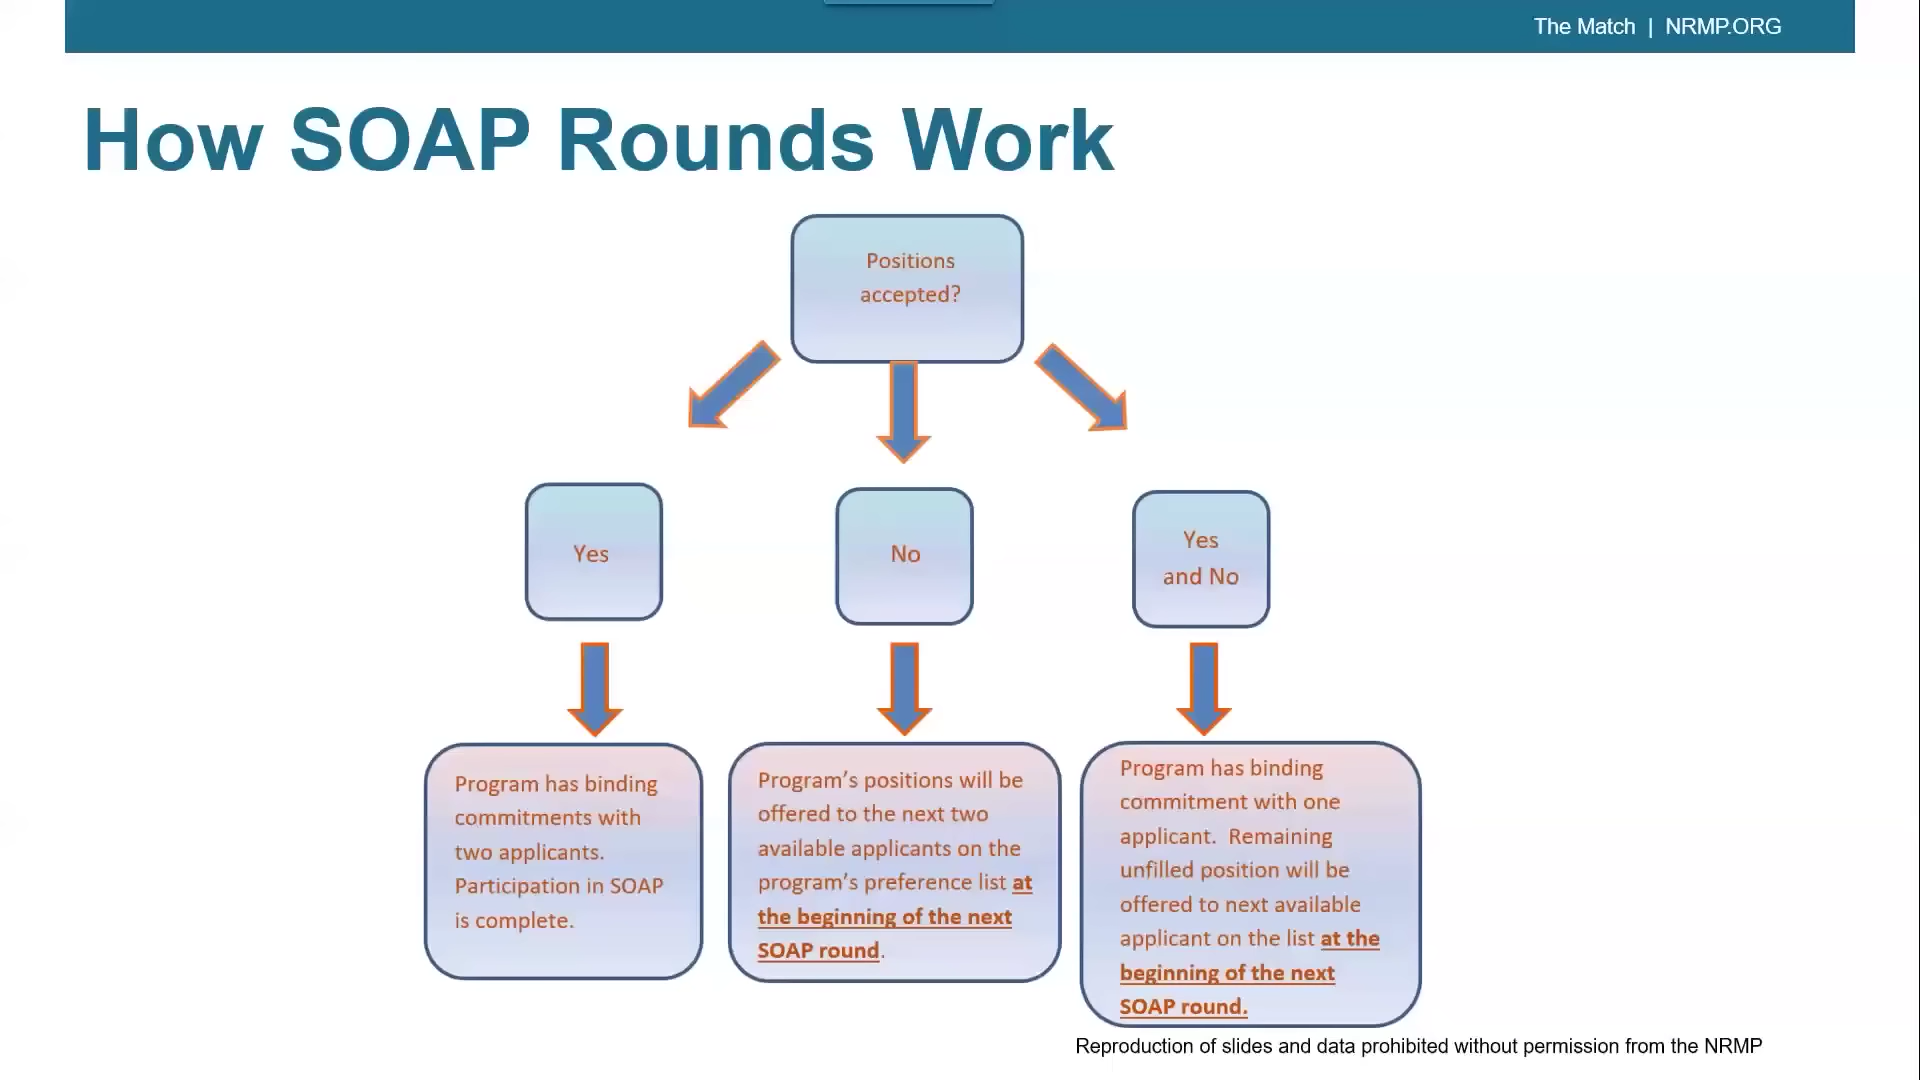 The Match | NRMP.ORG
How SOAP Rounds Work
Positions
accepted?
Yes
No
Yes
and No
Program has binding
commitments with
two applicants.
Participation in SOAP
is complete.
Program’s positions will be
offered to the next two
available applicants on the
program’s preference list at
the beginning of the next
SOAP round.
Program has binding
commitment with one
applicant.  Remaining
unfilled position will be
offered to next available
applicant on the list at the
beginning of the next
SOAP round.
Reproduction of slides and data prohibited without permission from the NRMP